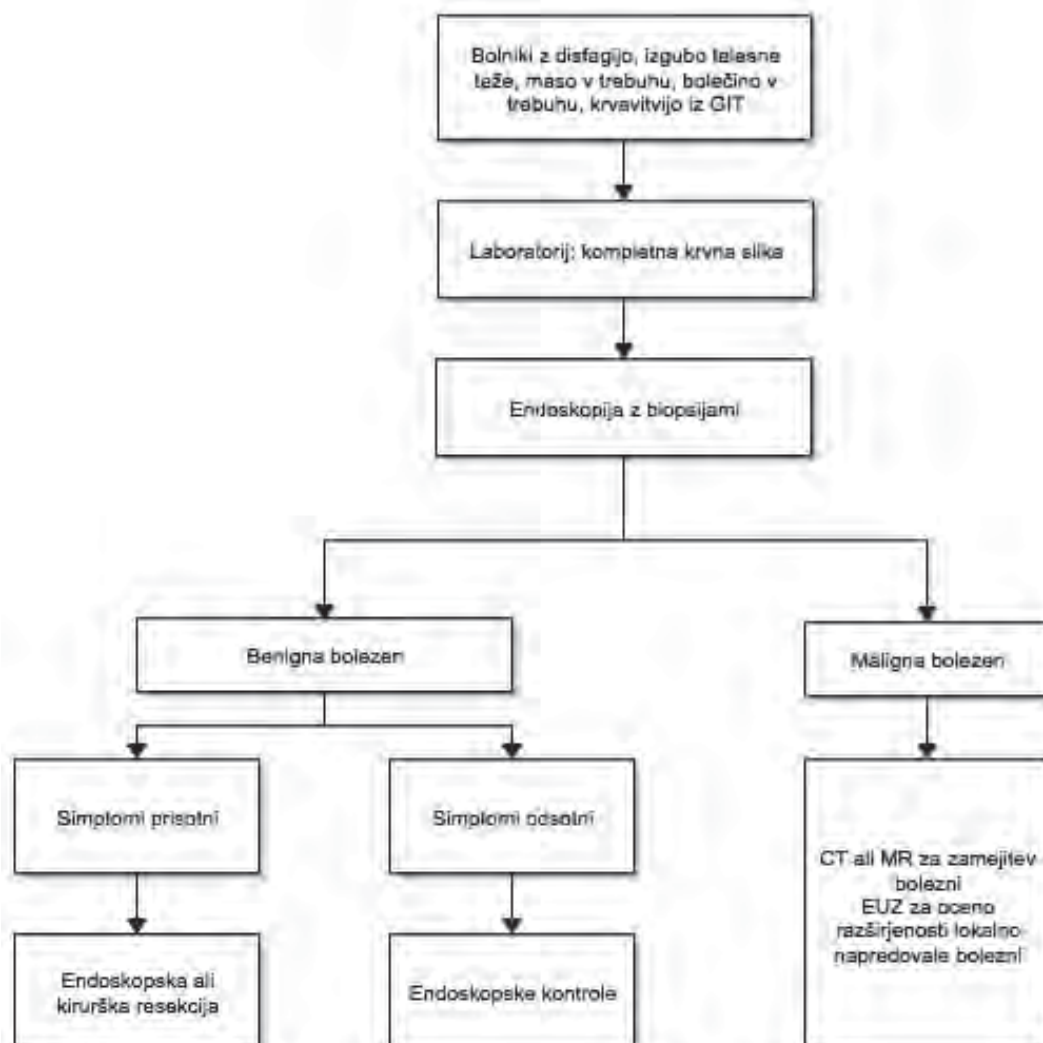 Bolniki z disfagijo, izgubo telesne
teže, maso v trebuhu, bolečino v
trebuhu, krvavitvijo iz GIT
Laboratorij: kompletna krvna slika
Endoskopija z biopsijami
Benigna bolezen
Maligna bolezen
Simptomi prisotni
Simptomi odsotni
CT ali MR za zamejitev
bolezni
EUZ za oceno
razširjenosti lokalno
napredovale bolezni
Endoskopska ali
kirurška resekcija
Endoskopske kontrole